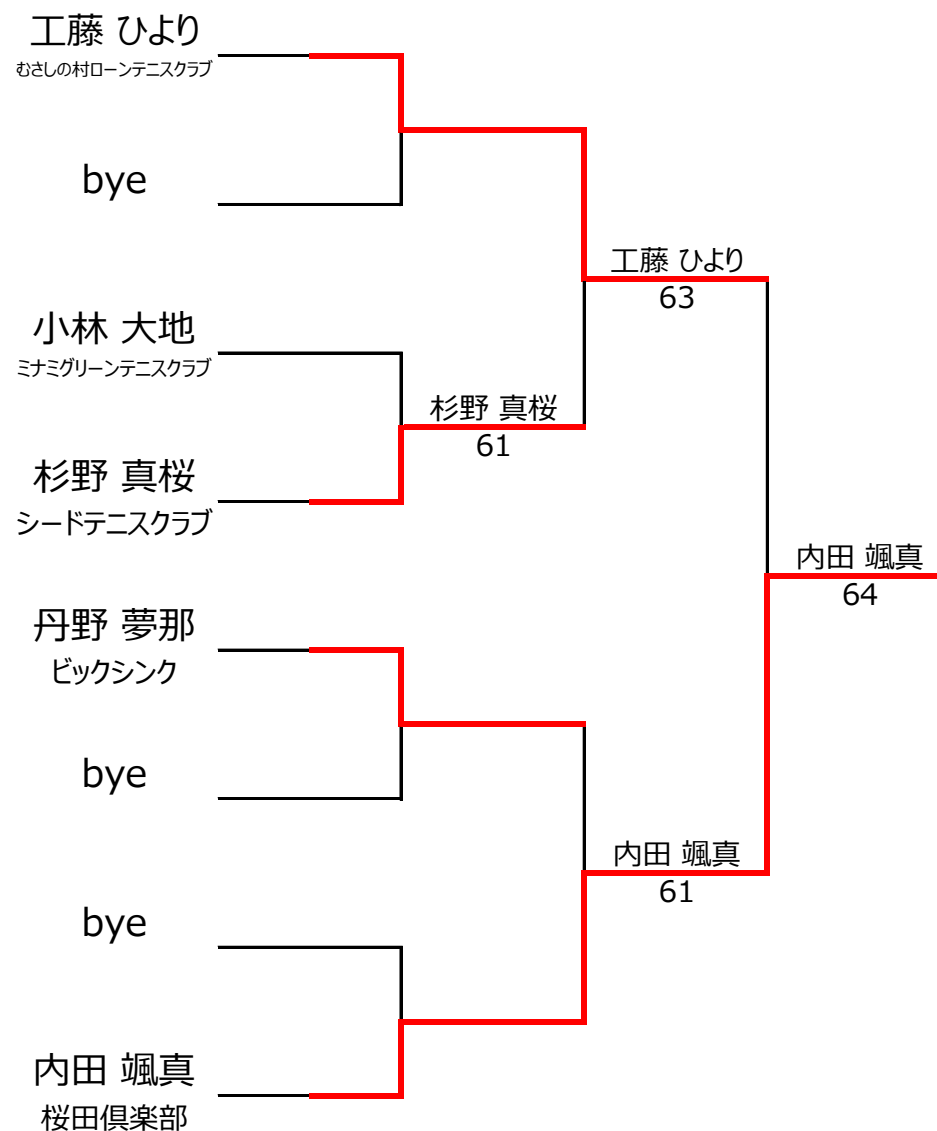 工藤 ひより
むさしの村ローンテニスクラブ
bye
工藤 ひより
63
小林 大地
ミナミグリーンテニスクラブ
杉野 真桜
61
杉野 真桜
シードテニスクラブ
内田 颯真
64
丹野 夢那
ビックシンク
bye
内田 颯真
61
bye
内田 颯真
桜田倶楽部